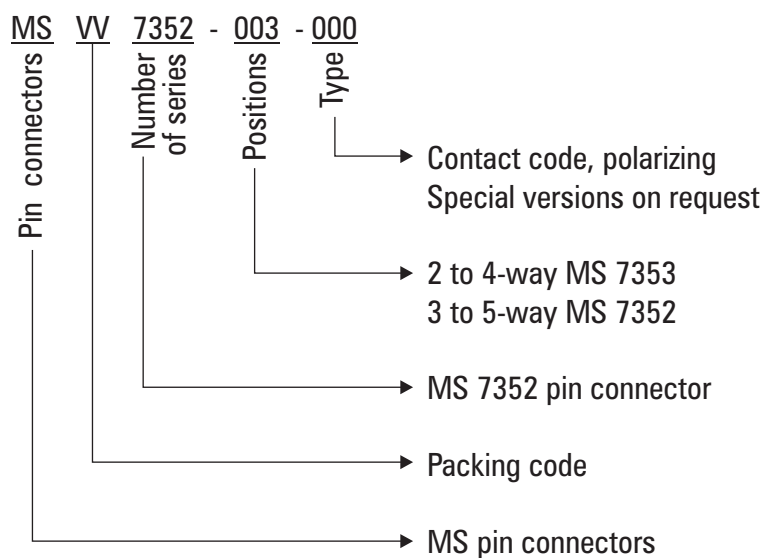 MS VV 7352 - 003 - 000
Pin connectors
Number
of series
Positions
Type
Contact code, polarizing
Special versions on request
2 to 4-way MS 7353
3 to 5-way MS 7352
MS 7352 pin connector
Packing code
MS pin connectors